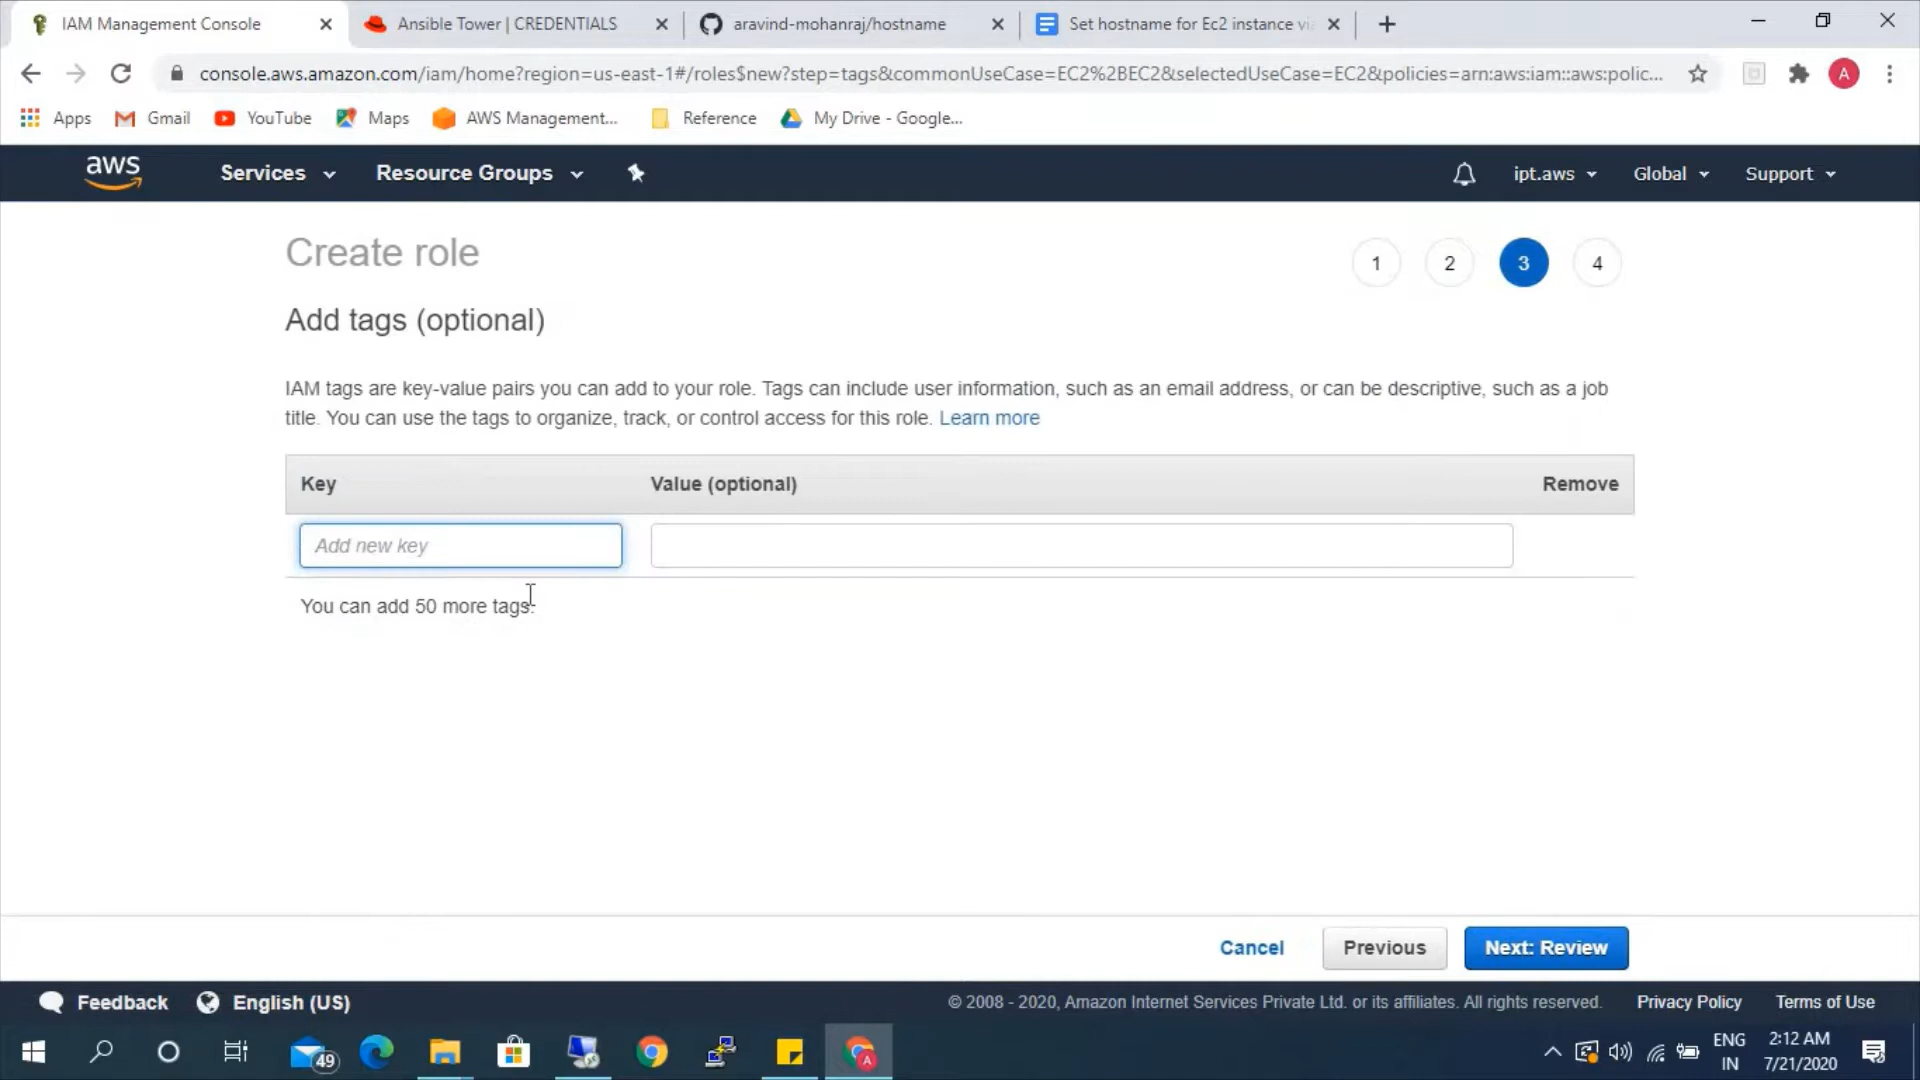 IAM Management Console
Ansible Tower | CREDENTIALS
aravind-mohanraj/hostname
Set hostname for Ec2 instance via
console.aws.amazon.com/iam/home?region=us-east-1#/roles$new?step=tags&commonUseCase=EC2%2BEC2&selectedUseCase=EC2&policies=arn:aws:iam::aws:polic...
A
Apps
Gmail
YouTube
Maps
AWS Management...
Reference
My Drive - Google...
aws
Services
Resource Groups
ipt.aws
Global
Support
Create role
1
2
3
4
Add tags (optional)
IAM tags are key-value pairs you can add to your role. Tags can include user information, such as an email address, or can be descriptive, such as a job
title. You can use the tags to organize, track, or control access for this role. Learn more
Key
Value (optional)
Remove
Add new key
You can add 50 more tags.
Cancel
Previous
Next: Review
Feedback
English (US)
© 2008 - 2020, Amazon Internet Services Private Ltd. or its affiliates. All rights reserved.
Privacy Policy
Terms of Use
49
A
ENG
IN
2:12 AM
7/21/2020